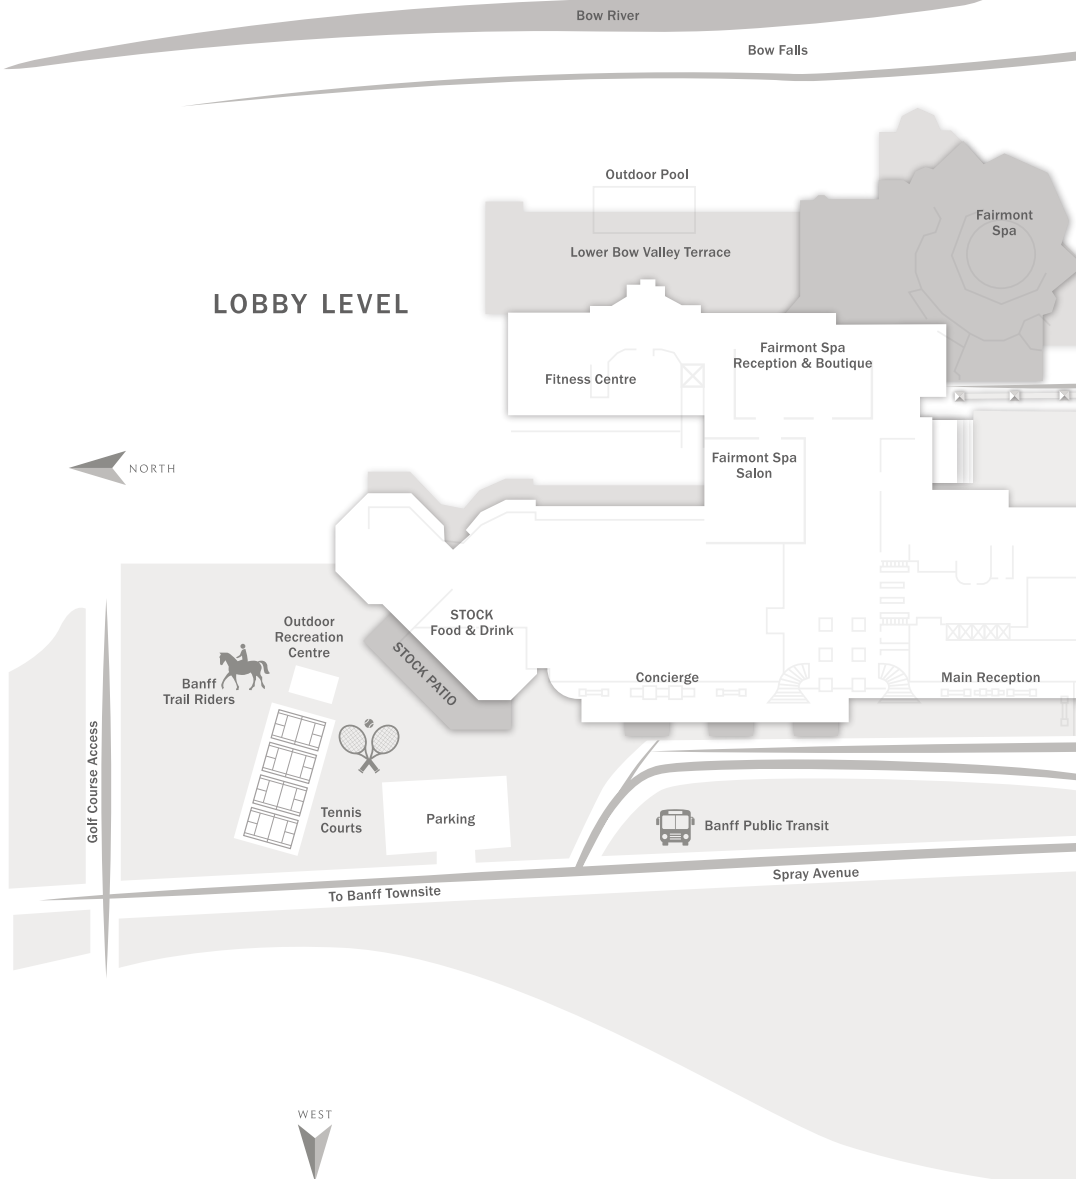 Bow River
Bow Falls
Outdoor Pool
Fairmont
Spa
Lower Bow Valley Terrace
LOBBY LEVEL
Fairmont Spa
Reception & Boutique
Fitness Centre
NORTH
Fairmont Spa
Salon
STOCK
Food & Drink
Outdoor
Recreation
Centre
STOCK PATIO
Banff
Trail Riders
Concierge
Main Reception
Golf Course Access
Tennis
Courts
Parking
Banff Public Transit
Spray Avenue
To Banff Townsite
WEST